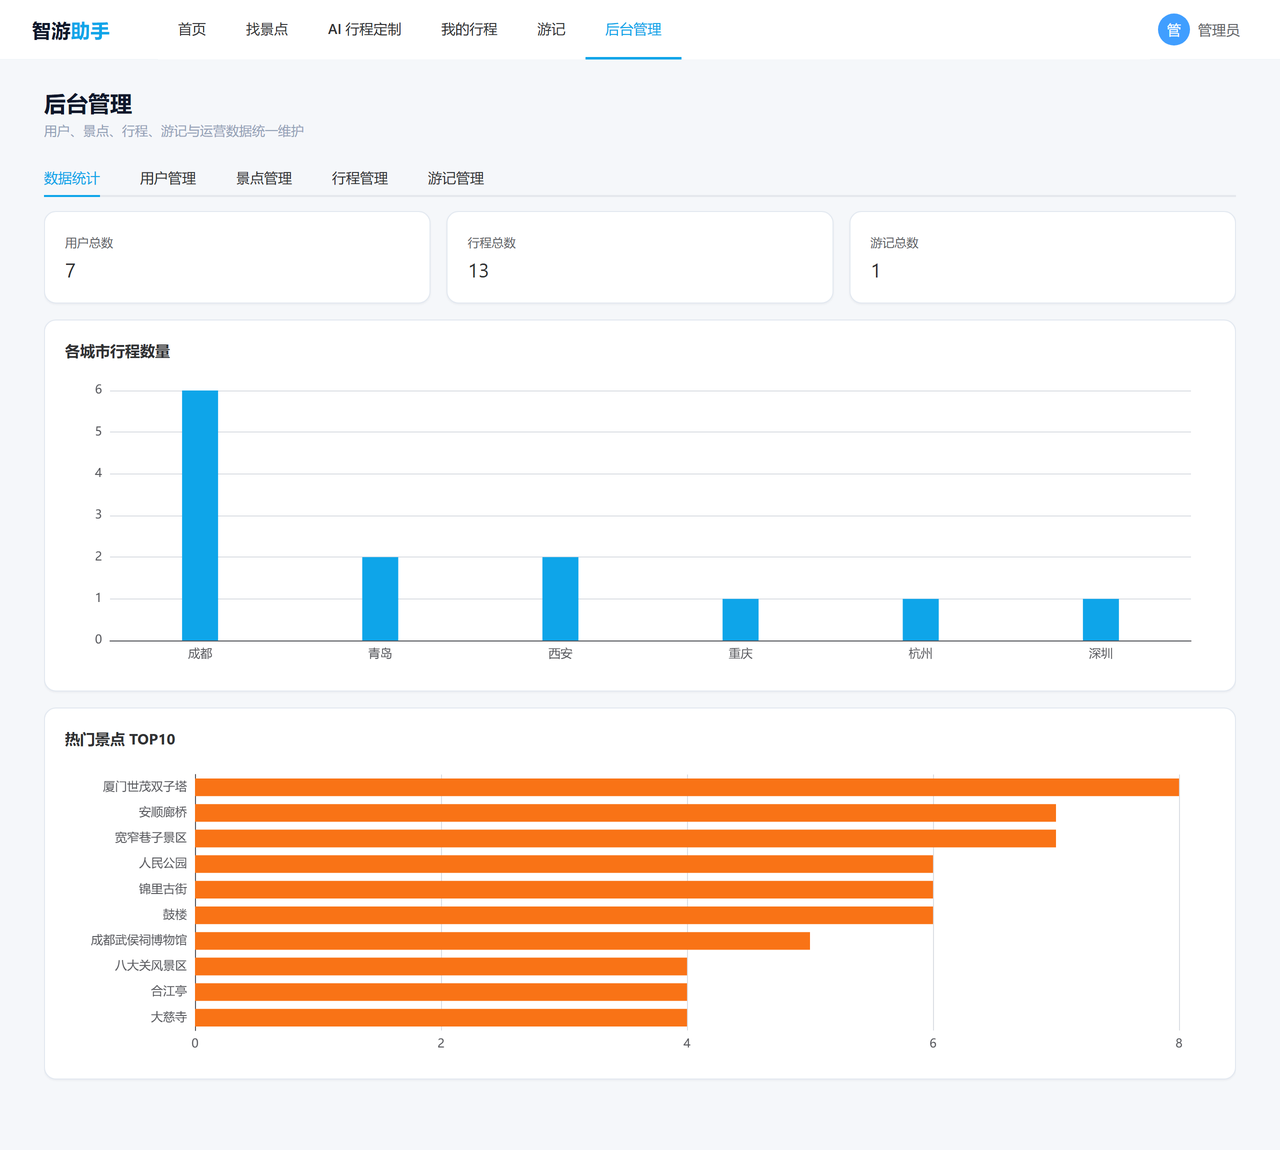 智游助手 首页 找景点 AI 行程定制 我的行程 游记 后台管理 管 管理员
后台管理
用户、景点、行程、游记与运营数据统一维护
数据统计 用户管理 景点管理 行程管理 游记管理
用户总数 行程总数 游记总数
7 13 1
各城市行程数量
6
5
4
3
2
1
0
成都 青岛 西安 重庆 杭州 深圳
热门景点 TOP10
厦门世茂双子塔
安顺廊桥
宽窄巷子景区
人民公园
锦里古街
鼓楼
成都武侯祠博物馆
八大关风景区
合江亭
大慈寺
0 2 4 6 8